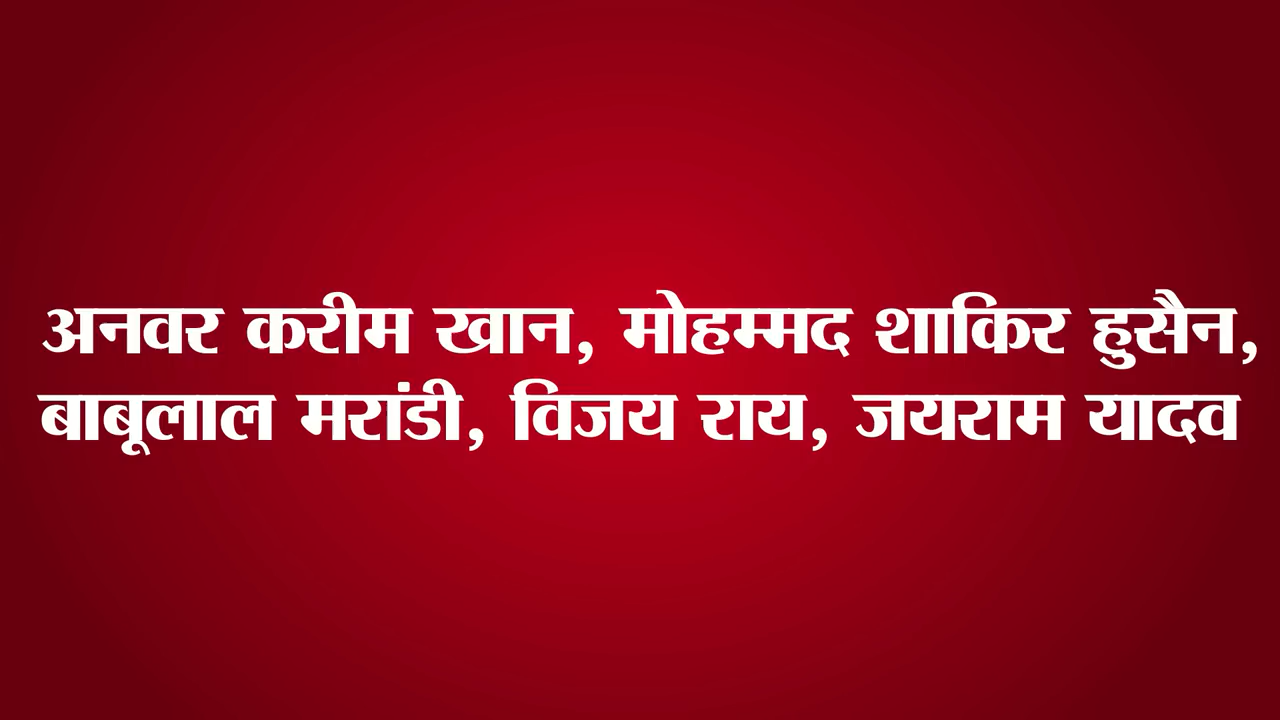 अनवर करीम खान, मोहम्मद शाकिर हुसैन,
बाबूलाल मरांडी, विजय राय, जयराम यादव